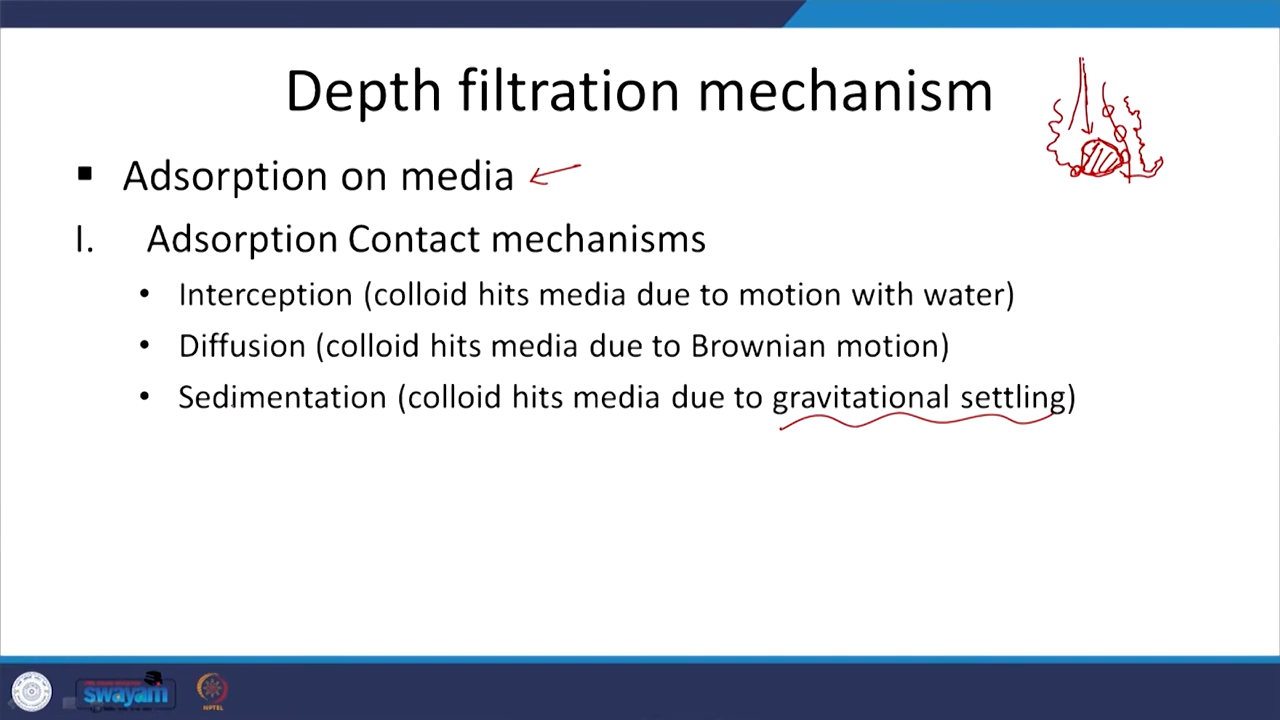 Depth filtration mechanism
▪ Adsorption on media
I. Adsorption Contact mechanisms
• Interception (colloid hits media due to motion with water)
• Diffusion (colloid hits media due to Brownian motion)
• Sedimentation (colloid hits media due to gravitational settling)
swayam
NPTEL